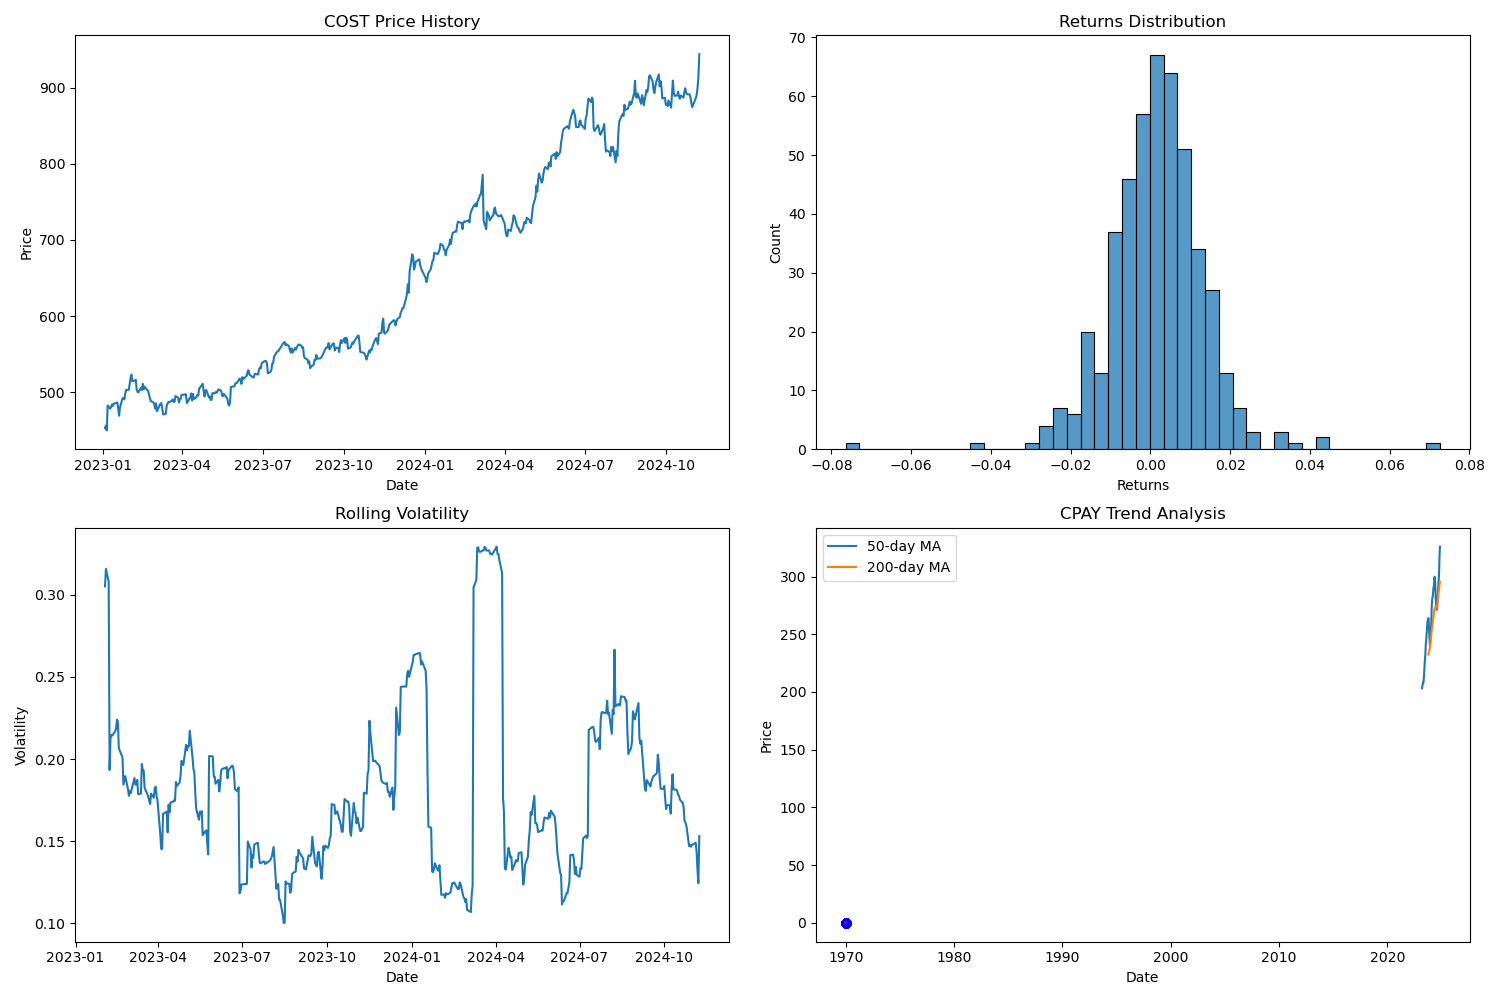 COST Price History
Price
900
800
700
600
500
2023-01 2023-04 2023-07 2023-10 2024-01 2024-04 2024-07 2024-10
Date
Returns Distribution
Count
70
60
50
40
30
20
10
0
−0.08 −0.06 −0.04 −0.02 0.00 0.02 0.04 0.06 0.08
Returns
Rolling Volatility
Volatility
0.30
0.25
0.20
0.15
0.10
2023-01 2023-04 2023-07 2023-10 2024-01 2024-04 2024-07 2024-10
Date
CPAY Trend Analysis
50-day MA
200-day MA
Price
300
250
200
150
100
50
0
1970 1980 1990 2000 2010 2020
Date